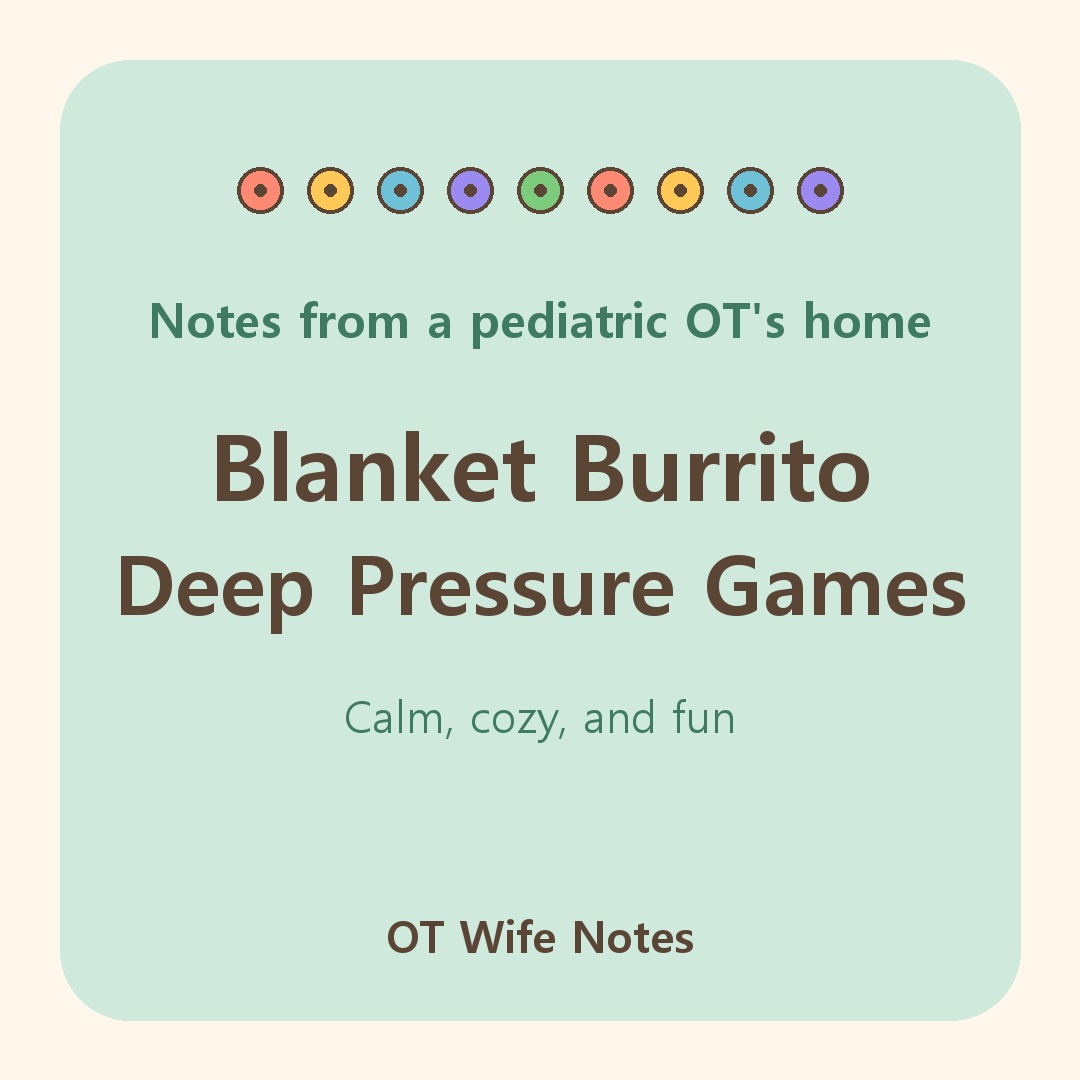 Notes from a pediatric OT's home
Blanket Burrito
Deep Pressure Games
Calm, cozy, and fun
OT Wife Notes